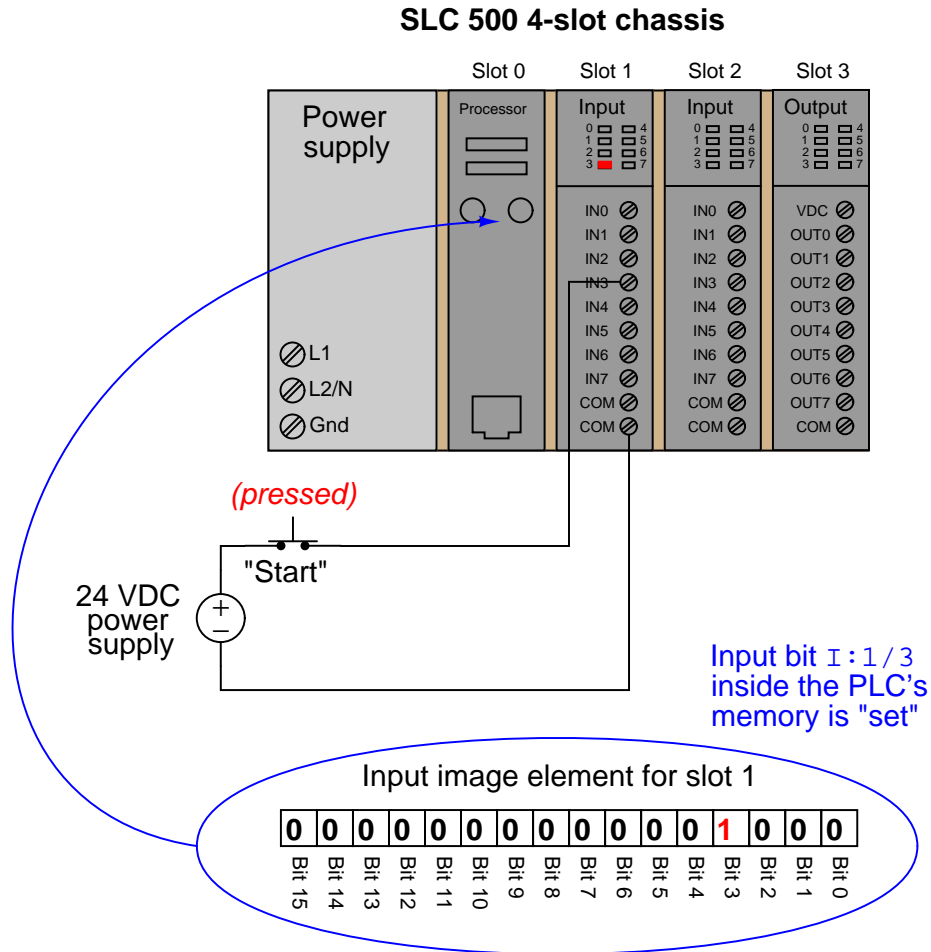 SLC 500 4-slot chassis
Slot 0 Slot 1 Slot 2 Slot 3
Power supply
Processor
Input
0 4
1 5
2 6
3 7
Input
0 4
1 5
2 6
3 7
Output
0 4
1 5
2 6
3 7
IN0
IN1
IN2
IN3
IN4
IN5
IN6
IN7
COM
COM
IN0
IN1
IN2
IN3
IN4
IN5
IN6
IN7
COM
COM
VDC
OUT0
OUT1
OUT2
OUT3
OUT4
OUT5
OUT6
OUT7
COM
L1
L2/N
Gnd
(pressed)
"Start"
24 VDC
power
supply
+
−
Input bit I:1/3
inside the PLC's
memory is "set"
Input image element for slot 1
0 0 0 0 0 0 0 0 0 0 0 0 1 0 0 0
Bit 15 Bit 14 Bit 13 Bit 12 Bit 11 Bit 10 Bit 9 Bit 8 Bit 7 Bit 6 Bit 5 Bit 4 Bit 3 Bit 2 Bit 1 Bit 0